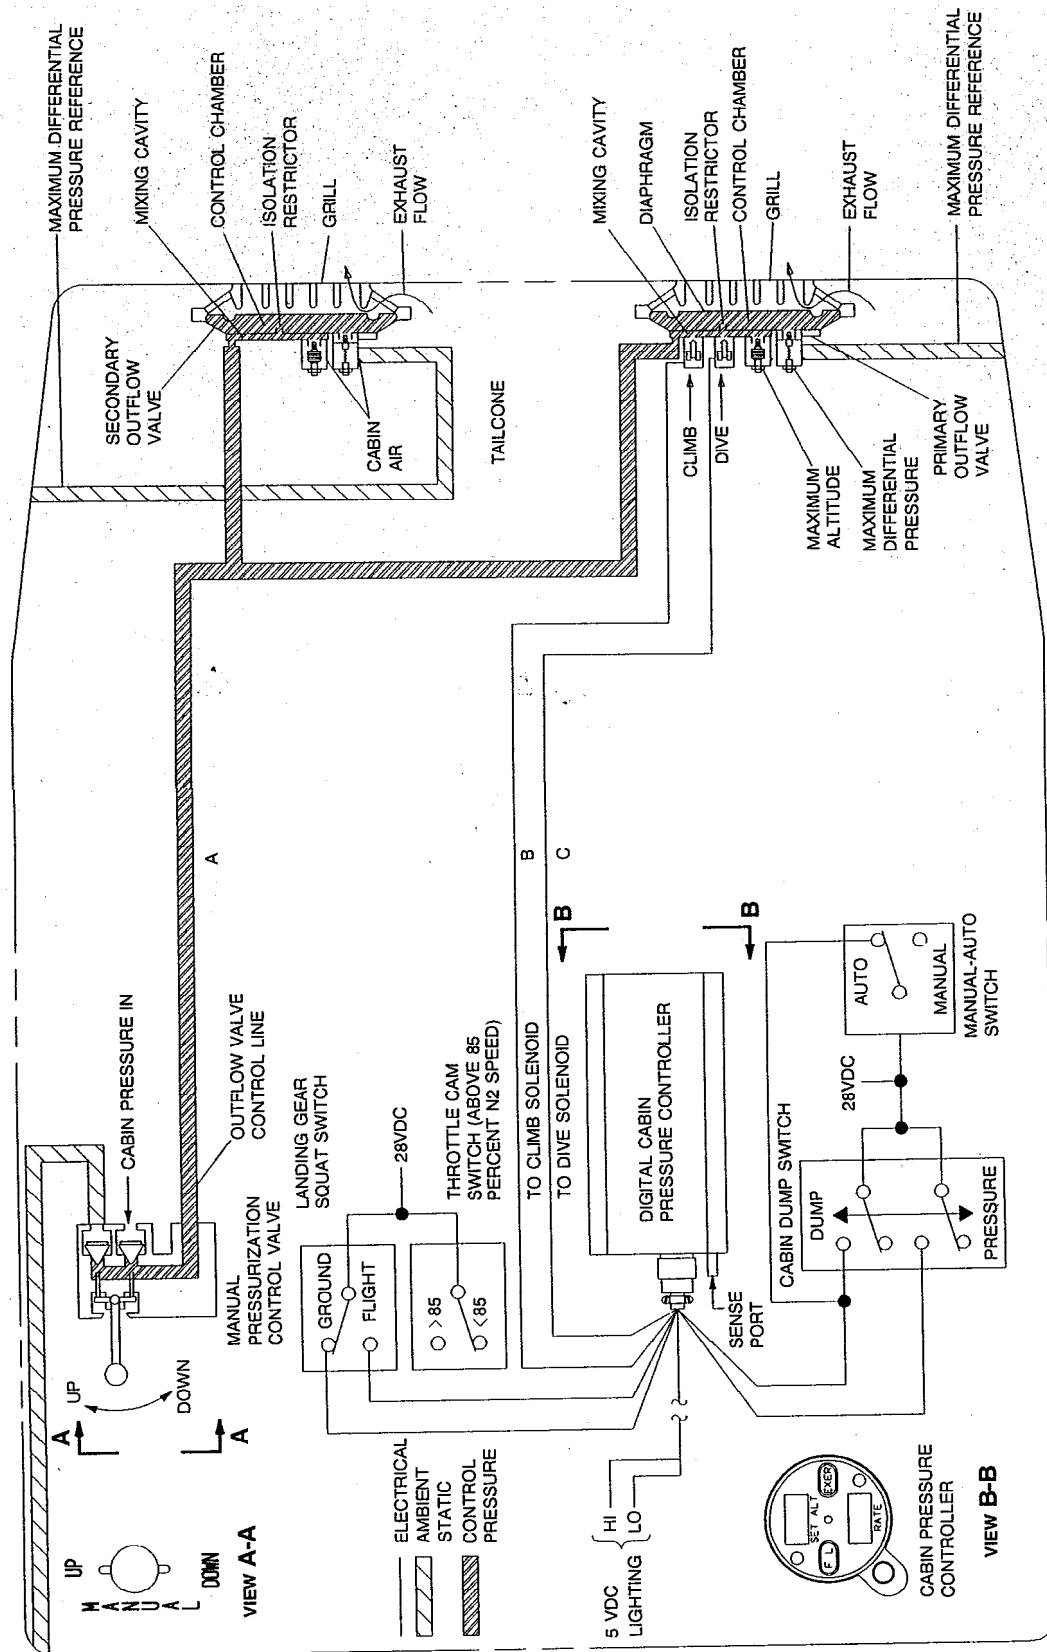 MAXIMUM DIFFERENTIAL
PRESSURE REFERENCE
MIXING CAVITY
CONTROL CHAMBER
ISOLATION
RESTRICTOR
GRILL
EXHAUST
FLOW
MIXING CAVITY
DIAPHRAGM
ISOLATION
RESTRICTOR
CONTROL CHAMBER
GRILL
EXHAUST
FLOW
MAXIMUM DIFFERENTIAL
PRESSURE REFERENCE
SECONDARY
OUTFLOW
VALVE
CABIN
AIR
TAILCONE
CLIMB
DIVE
MAXIMUM
ALTITUDE
MAXIMUM
DIFFERENTIAL
PRESSURE
PRIMARY
OUTFLOW
VALVE
A
B
C
CABIN PRESSURE IN
OUTFLOW VALVE
CONTROL LINE
MANUAL
PRESSURIZATION
CONTROL VALVE
UP
DOWN
A
A
LANDING GEAR
SQUAT SWITCH
GROUND
FLIGHT
28VDC
THROTTLE CAM
SWITCH (ABOVE 85
PERCENT N2 SPEED)
>85
<85
TO CLIMB SOLENOID
TO DIVE SOLENOID
B
B
DIGITAL CABIN
PRESSURE CONTROLLER
SENSE
PORT
CABIN DUMP SWITCH
DUMP
PRESSURE
28VDC
AUTO
MANUAL
MANUAL-AUTO
SWITCH
UP
MANUAL
DOWN
VIEW A-A
ELECTRICAL
AMBIENT
STATIC
CONTROL
PRESSURE
5 VDC
LIGHTING
HI
LO
SET ALT
F L
EXER
RATE
CABIN PRESSURE
CONTROLLER
VIEW B-B